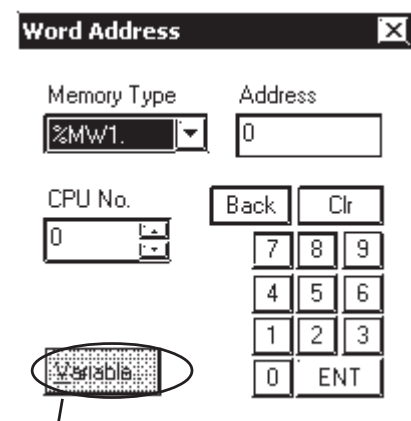 Word Address
Memory Type Address
%MW1. 0
CPU No. Back Clr
0
7 8 9
4 5 6
1 2 3
Variable... 0 ENT